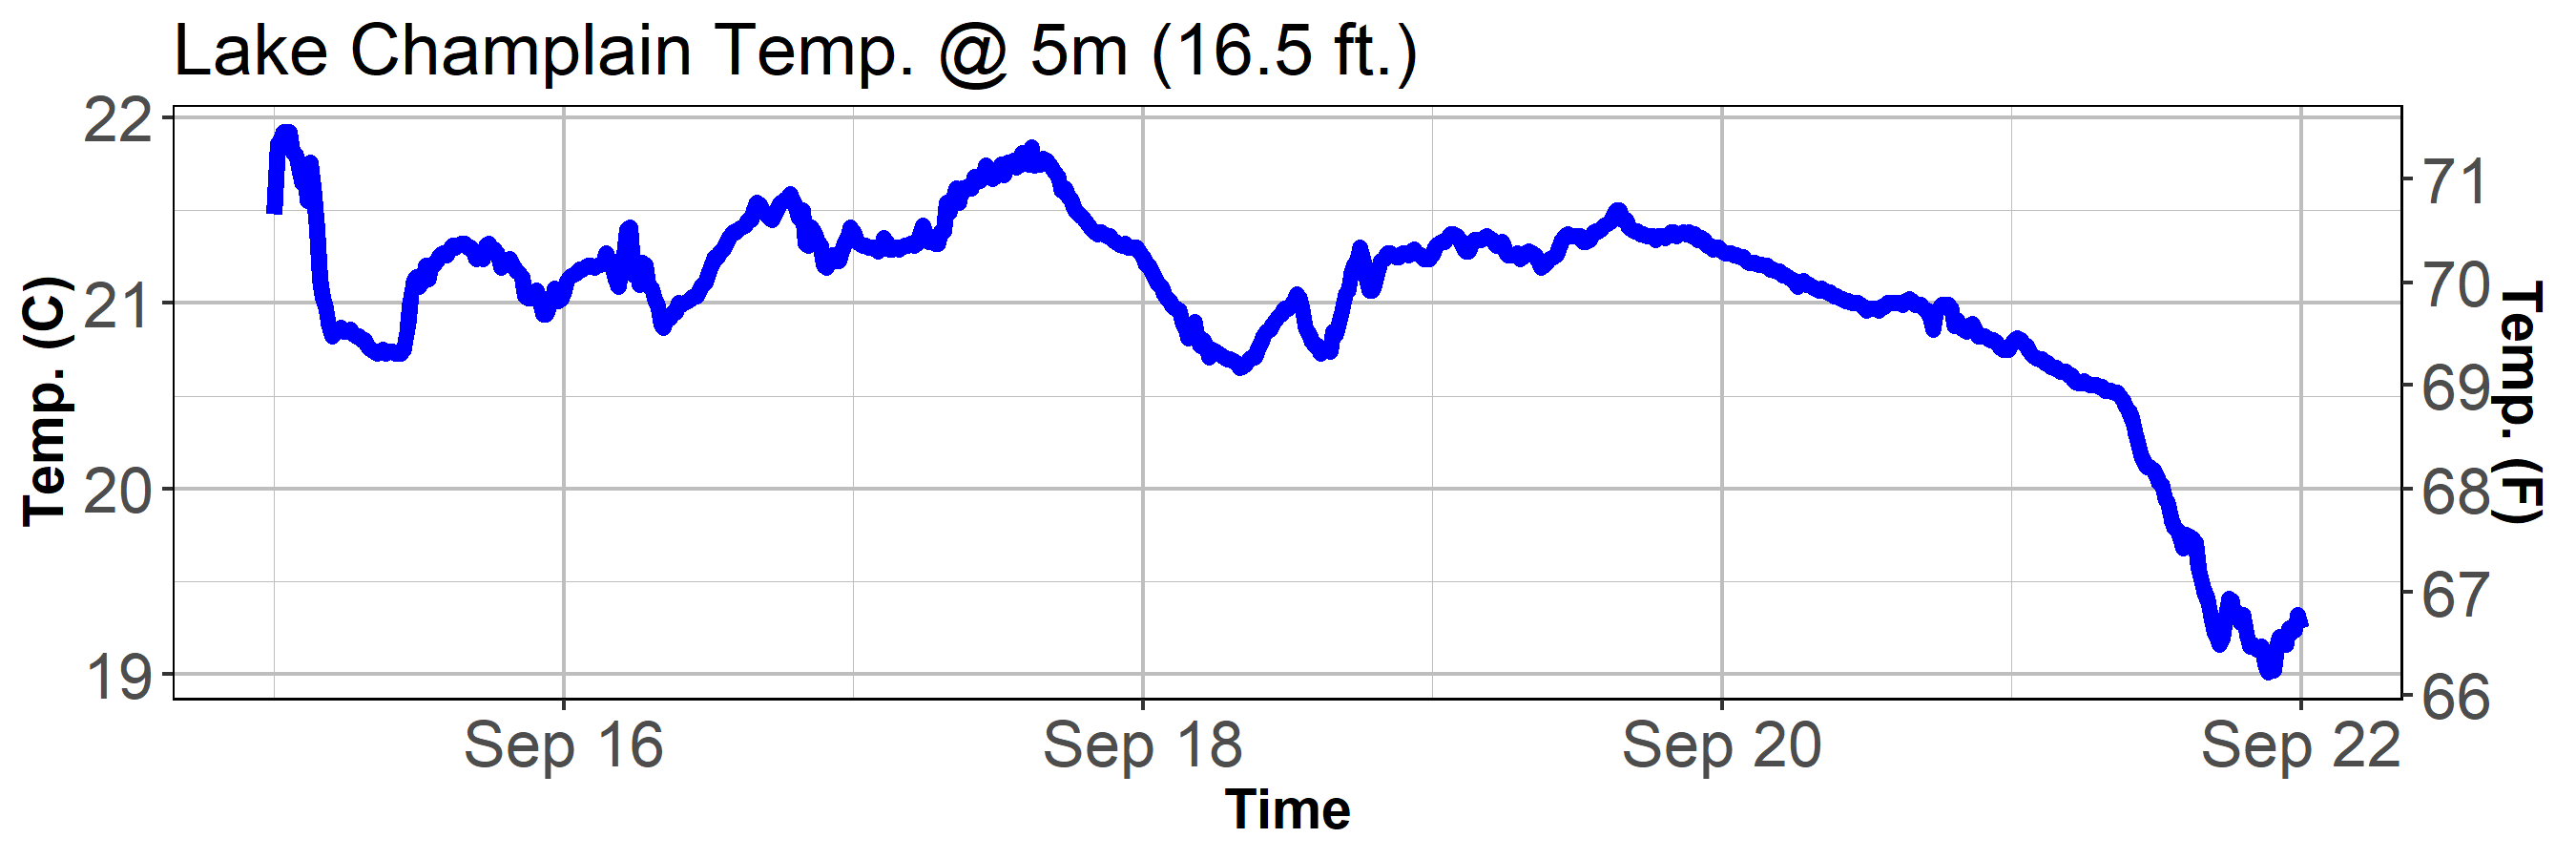 Lake Champlain Temp. @ 5m (16.5 ft.)
Temp. (C)
22
21
20
19
71
70
69
68
67
66
Temp. (F)
Sep 16 Sep 18 Sep 20 Sep 22
Time